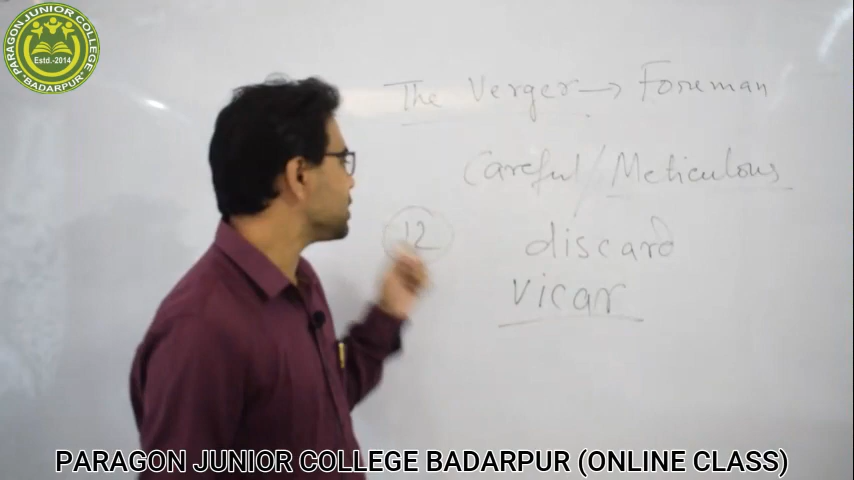 PARAGON JUNIOR COLLEGE
Estd.-2014
BADARPUR
The Verger → Foreman
Careful / Meticulous
12
discard
vicar
PARAGON JUNIOR COLLEGE BADARPUR (ONLINE CLASS)